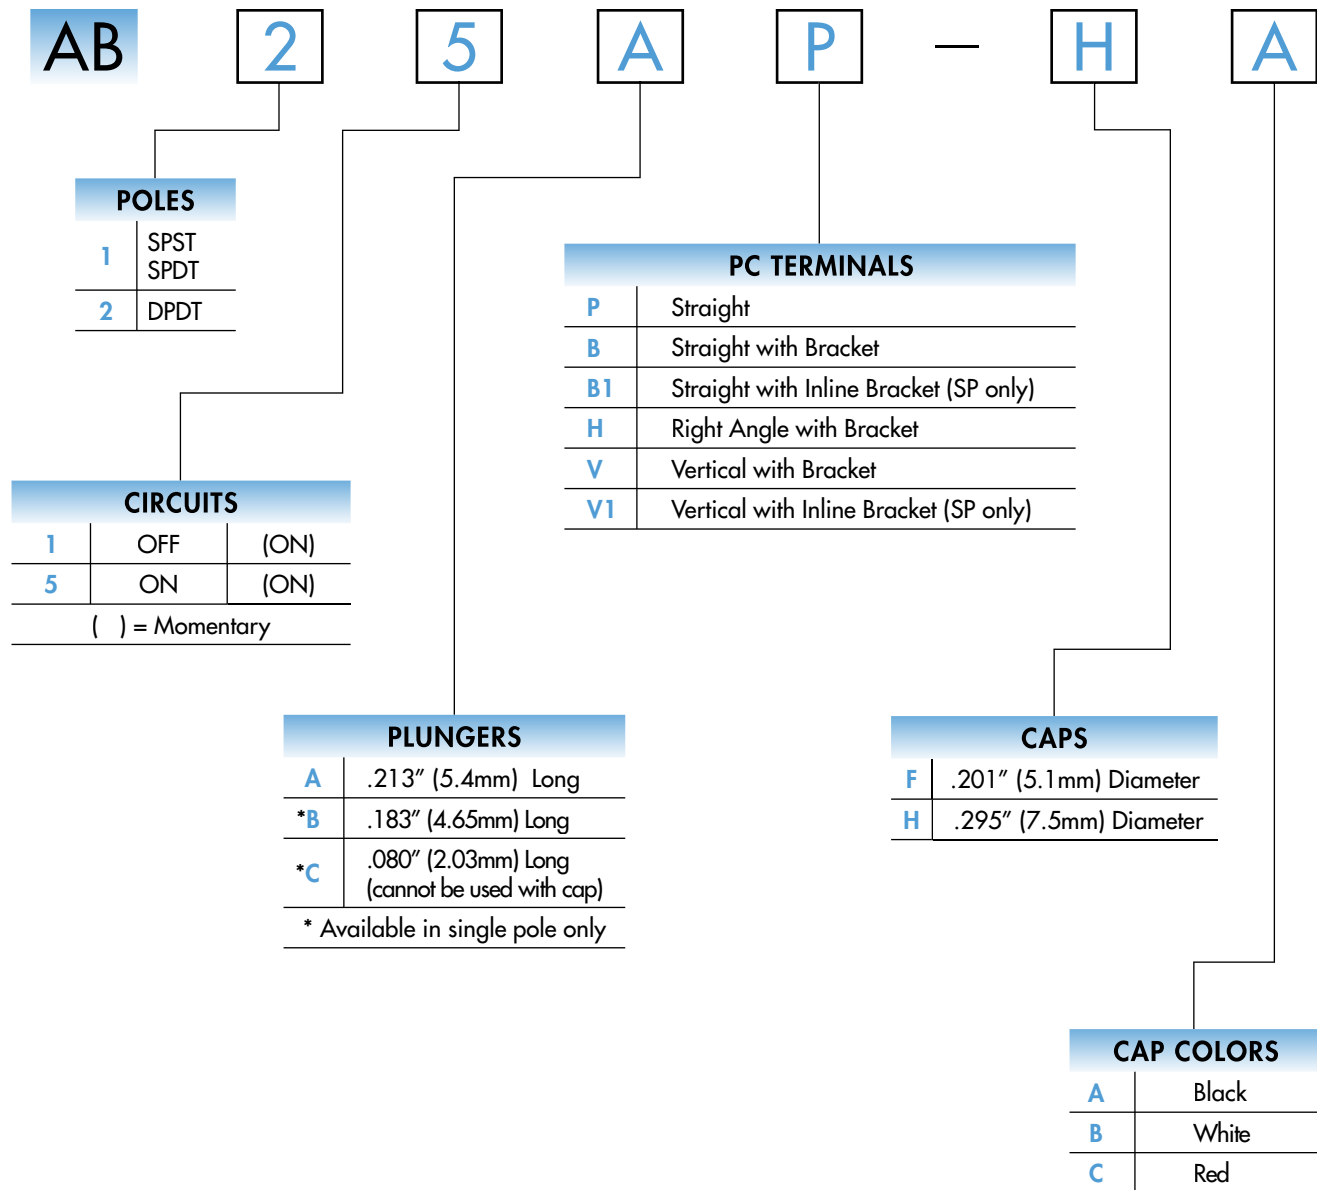 AB 2 5 A P — H A
POLES
1 SPST
SPDT
2 DPDT
PC TERMINALS
P Straight
B Straight with Bracket
B1 Straight with Inline Bracket (SP only)
H Right Angle with Bracket
V Vertical with Bracket
V1 Vertical with Inline Bracket (SP only)
CIRCUITS
1 OFF (ON)
5 ON (ON)
( ) = Momentary
PLUNGERS
A .213″ (5.4mm) Long
*B .183″ (4.65mm) Long
*C .080″ (2.03mm) Long
(cannot be used with cap)
* Available in single pole only
CAPS
F .201″ (5.1mm) Diameter
H .295″ (7.5mm) Diameter
CAP COLORS
A Black
B White
C Red